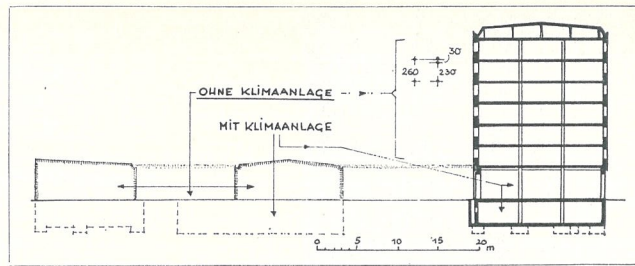 30
260 230
OHNE KLIMAANLAGE
MIT KLIMAANLAGE
0 5 10 15 20
m